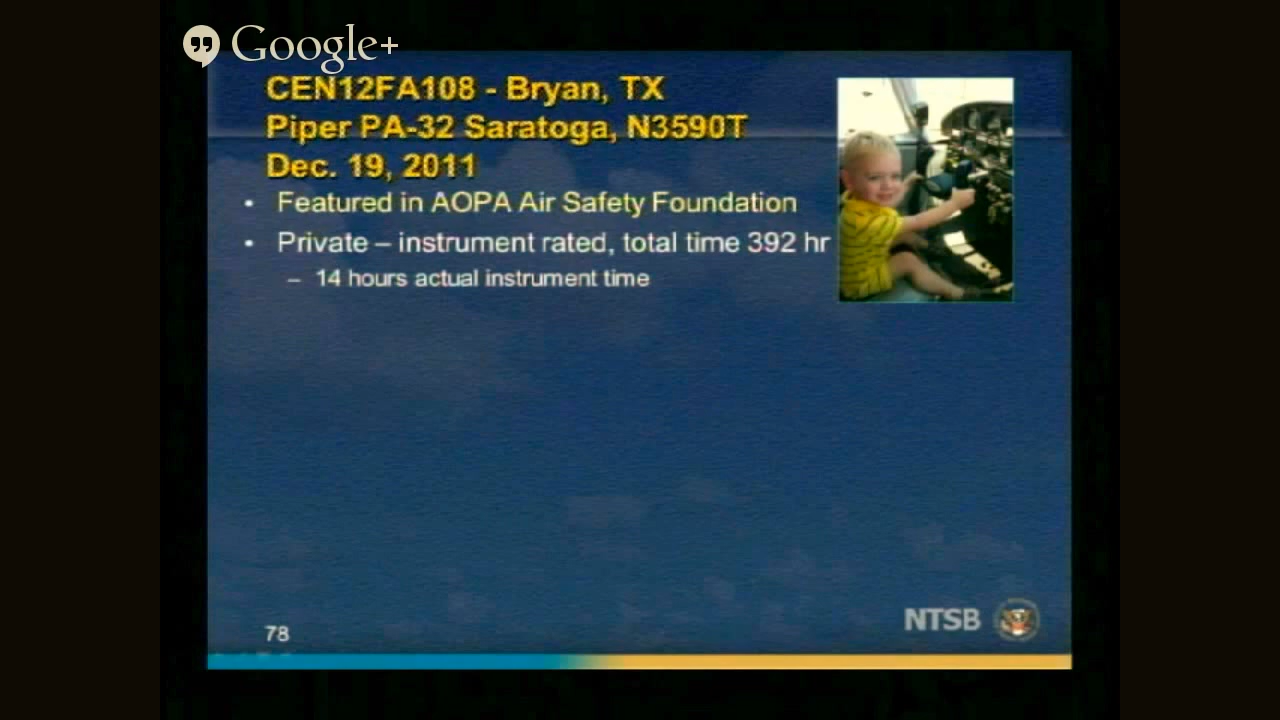 Google+
CEN12FA108 - Bryan, TX
Piper PA-32 Saratoga, N3590T
Dec. 19, 2011
• Featured in AOPA Air Safety Foundation
• Private – instrument rated, total time 392 hr
– 14 hours actual instrument time
NTSB
78